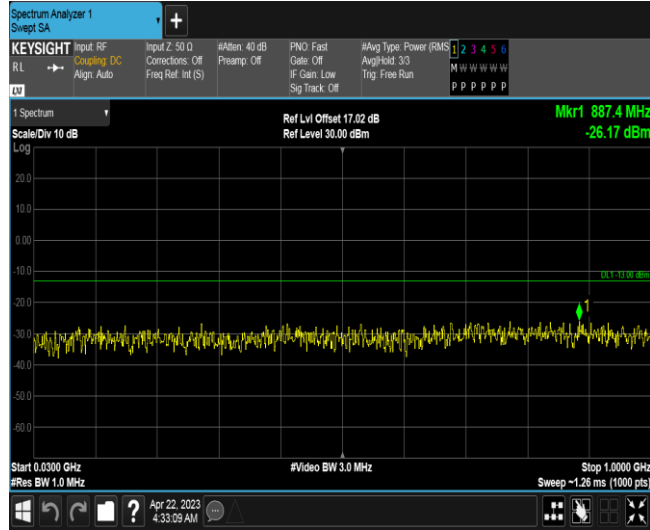 Spectrum Analyzer 1
Swept SA
+
KEYSIGHT
RL
Input: RF
Coupling: DC
Align: Auto
Input Z: 50 Ω
Corrections: Off
Freq Ref: Int (S)
#Atten: 40 dB
Preamp: Off
PNO: Fast
Gate: Off
IF Gain: Low
Sig Track: Off
#Avg Type: Power (RMS
Avg|Hold: 3/3
Trig: Free Run
1 2 3 4 5 6
M W W W W W
P P P P P P
1 Spectrum
Scale/Div 10 dB
Log
Ref Lvl Offset 17.02 dB
Ref Level 30.00 dBm
Mkr1 887.4 MHz
-26.17 dBm
20.0
10.0
0.00
-10.0
DL1 -13.00 dBm
-20.0
1
-30.0
-40.0
-50.0
-60.0
Start 0.0300 GHz
#Res BW 1.0 MHz
#Video BW 3.0 MHz
Stop 1.0000 GHz
Sweep ~1.26 ms (1000 pts)
?
Apr 22, 2023
4:33:09 AM